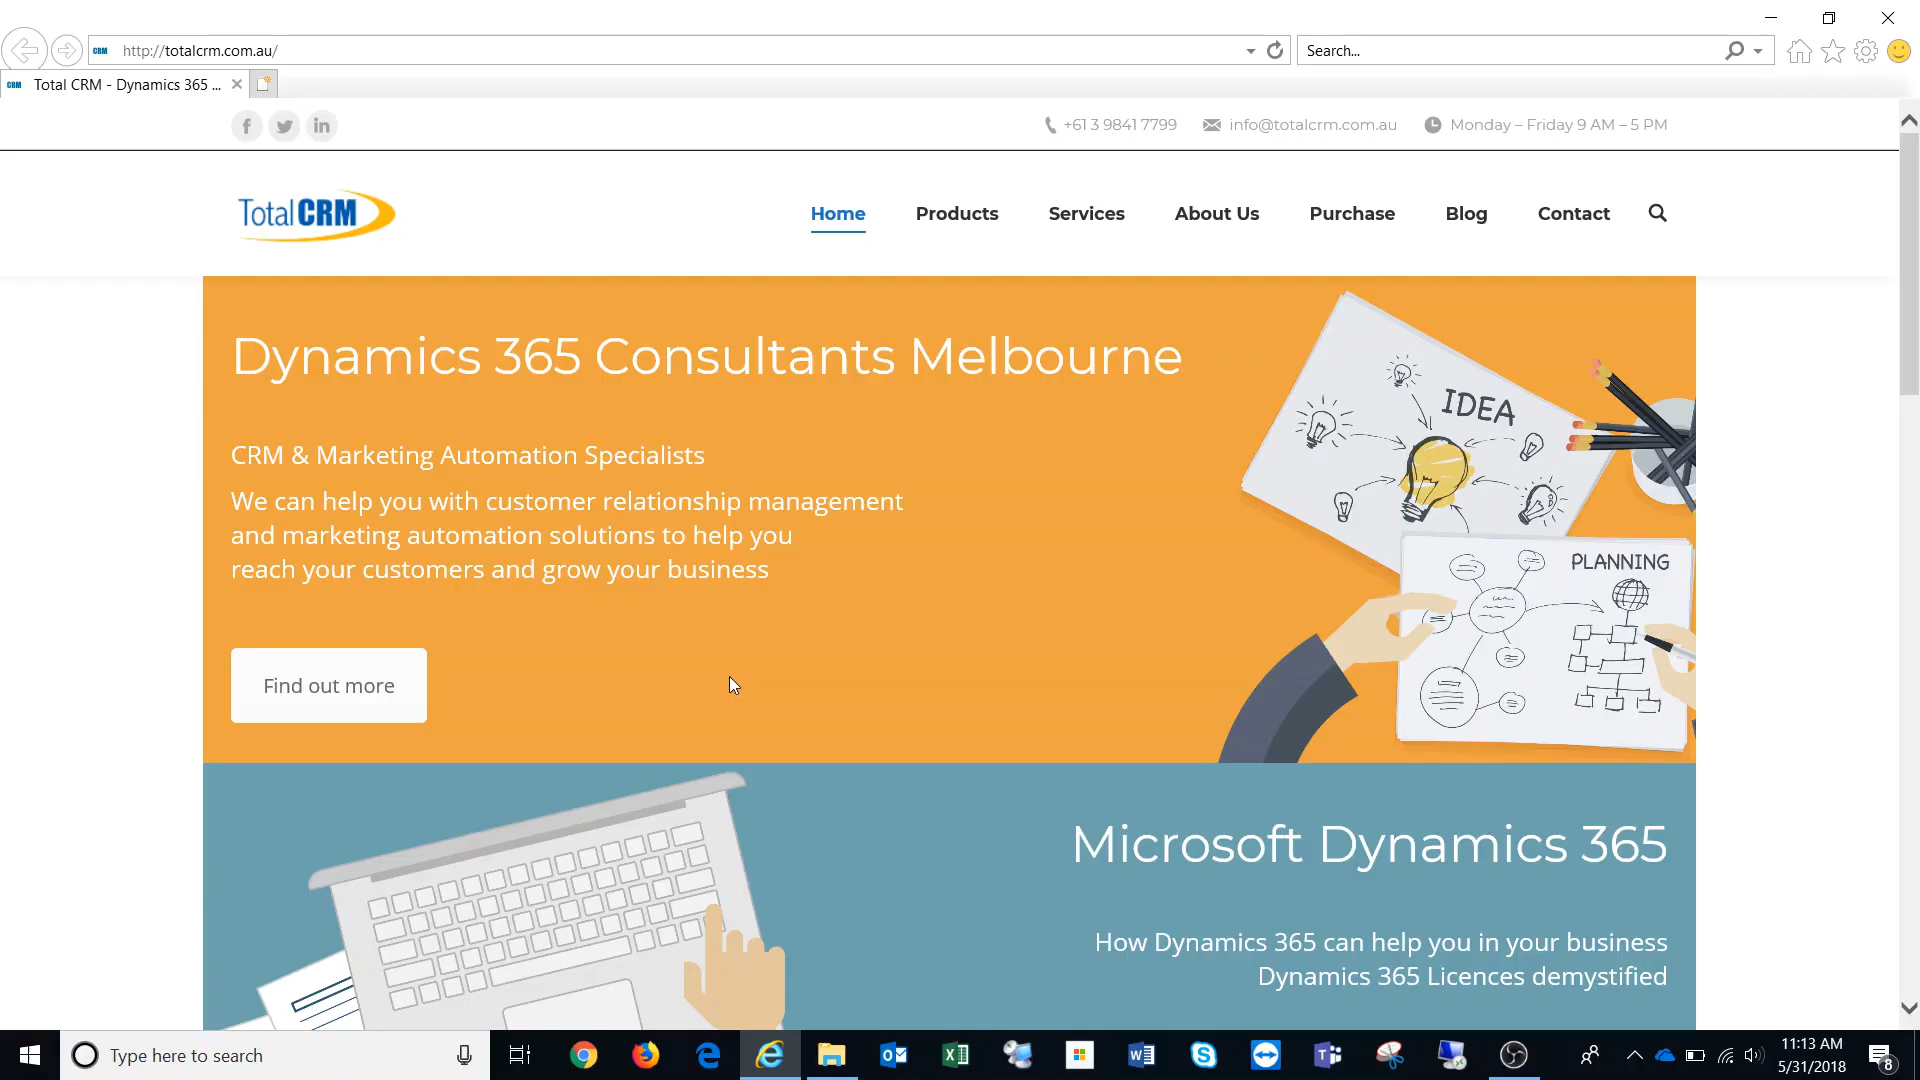 http://totalcrm.com.au/
Search...
CRM Total CRM - Dynamics 365 ...
+61 3 9841 7799 info@totalcrm.com.au Monday – Friday 9 AM – 5 PM
TotalCRM
Home Products Services About Us Purchase Blog Contact
Dynamics 365 Consultants Melbourne
CRM & Marketing Automation Specialists
We can help you with customer relationship management
and marketing automation solutions to help you
reach your customers and grow your business
Find out more
IDEA
PLANNING
Microsoft Dynamics 365
How Dynamics 365 can help you in your business
Dynamics 365 Licences demystified
Type here to search
11:13 AM
5/31/2018
8